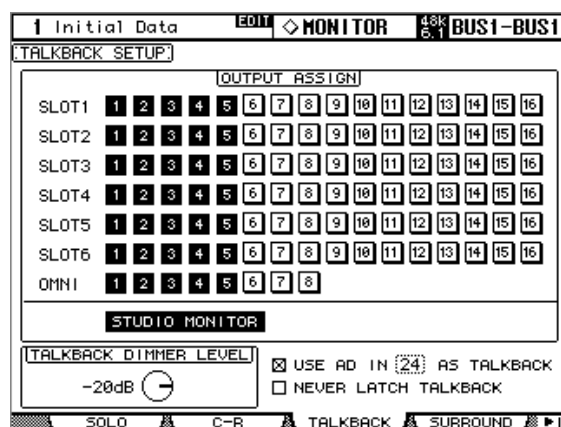 1 Initial Data EDIT ◇MONITOR 48k 6.1 BUS1-BUS1
TALKBACK SETUP
OUTPUT ASSIGN
SLOT1 1 2 3 4 5 6 7 8 9 10 11 12 13 14 15 16
SLOT2 1 2 3 4 5 6 7 8 9 10 11 12 13 14 15 16
SLOT3 1 2 3 4 5 6 7 8 9 10 11 12 13 14 15 16
SLOT4 1 2 3 4 5 6 7 8 9 10 11 12 13 14 15 16
SLOT5 1 2 3 4 5 6 7 8 9 10 11 12 13 14 15 16
SLOT6 1 2 3 4 5 6 7 8 9 10 11 12 13 14 15 16
OMNI 1 2 3 4 5 6 7 8
STUDIO MONITOR
TALKBACK DIMMER LEVEL
-20dB
☒ USE AD IN 24 AS TALKBACK
☐ NEVER LATCH TALKBACK
SOLO C-R TALKBACK SURROUND